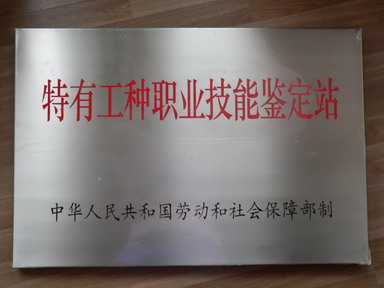 特有工种职业技能鉴定站
中华人民共和国劳动和社会保障部制